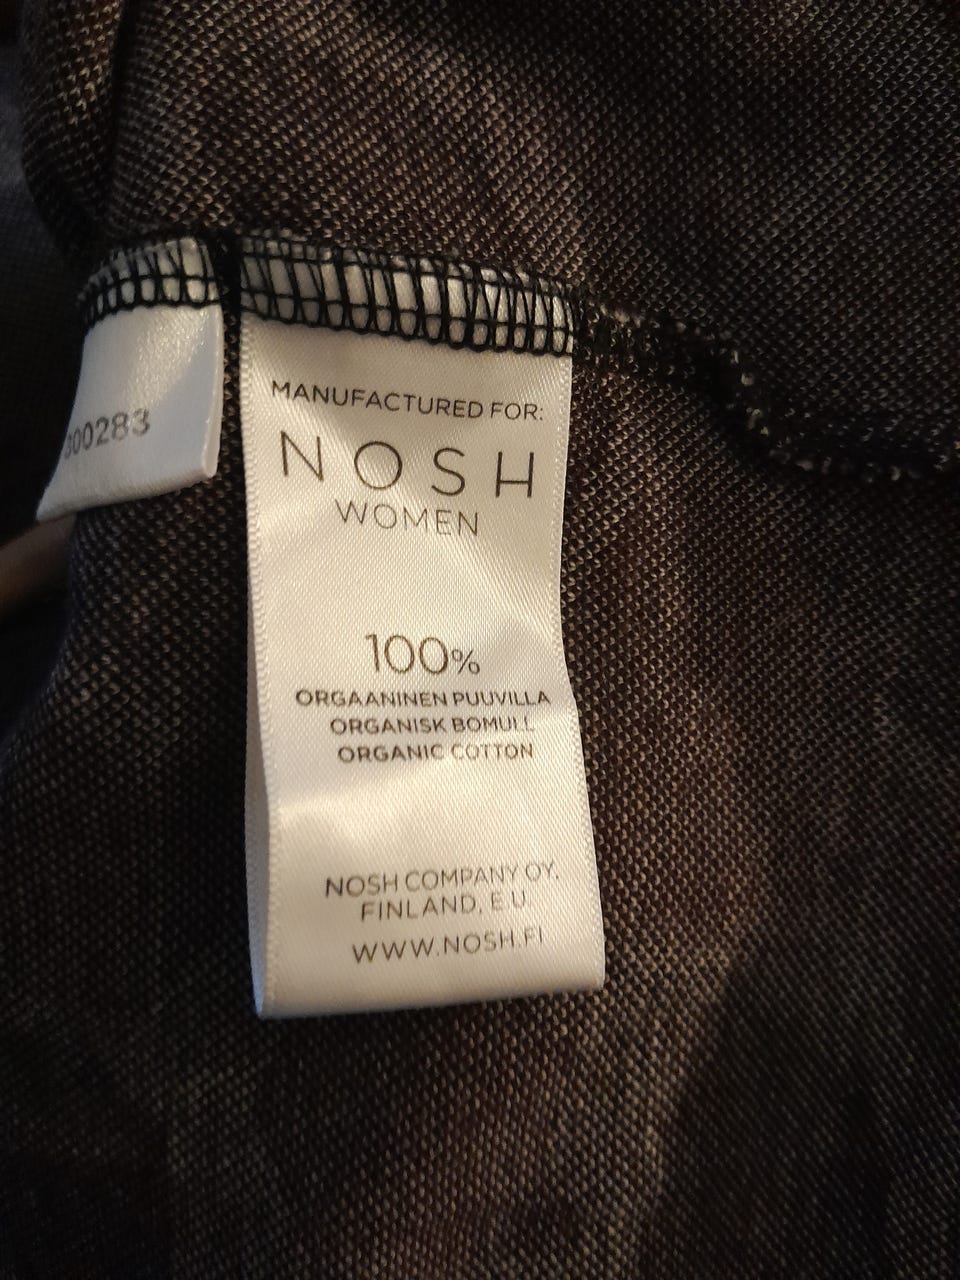 300283
MANUFACTURED FOR:
NOSH
WOMEN
100%
ORGAANINEN PUUVILLA
ORGANISK BOMULL
ORGANIC COTTON
NOSH COMPANY OY,
FINLAND, E.U.
WWW.NOSH.FI